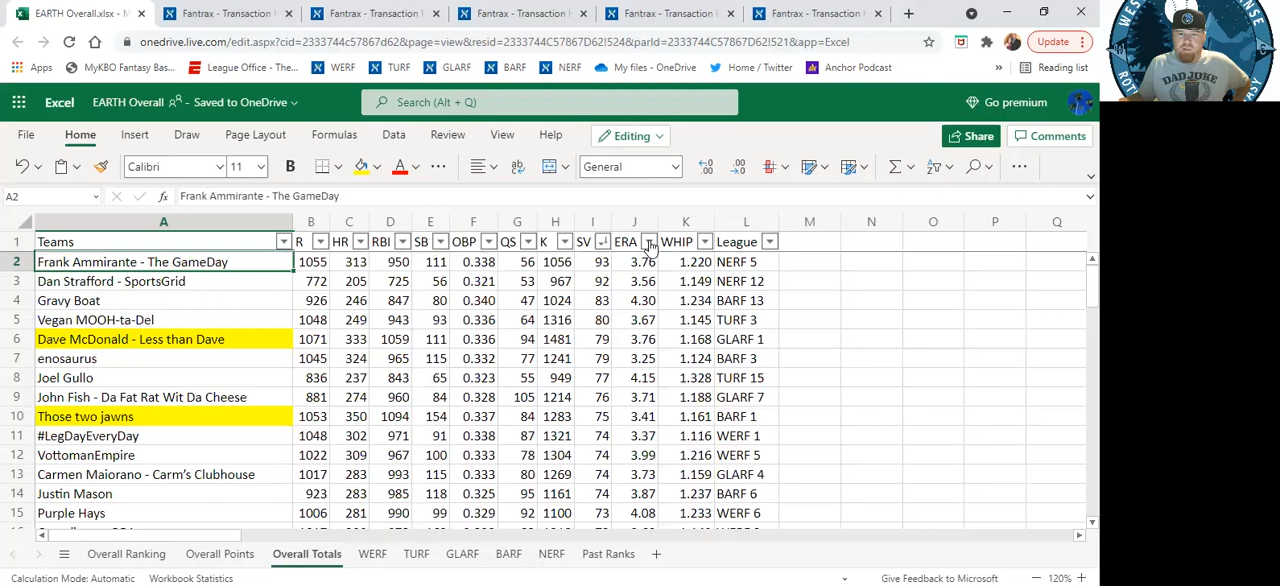 EARTH Overall.xlsx - M
Fantrax - Transaction H
Fantrax - Transaction H
Fantrax - Transaction H
Fantrax - Transaction H
Fantrax - Transaction H
onedrive.live.com/edit.aspx?cid=2333744c57867d62&page=view&resid=2333744c57867d62!524&parId=2333744c57867d62!521&app=Excel
Update
Apps MyKBO Fantasy Bas... League Office - The... WERF TURF GLARF BARF NERF My files - OneDrive Home / Twitter Anchor Podcast » Reading list
Excel EARTH Overall - Saved to OneDrive Search (Alt + Q) Go premium
File Home Insert Draw Page Layout Formulas Data Review View Help Editing Share Comments
Calibri 11 B A General
A2 fx Frank Ammirante - The GameDay
A B C D E F G H I J K L M N O P Q
1 Teams R HR RBI SB OBP QS K SV ERA WHIP League
2 Frank Ammirante - The GameDay 1055 313 950 111 0.338 56 1056 93 3.76 1.220 NERF 5
3 Dan Strafford - SportsGrid 772 205 725 56 0.321 53 967 92 3.56 1.149 NERF 12
4 Gravy Boat 926 246 847 80 0.340 47 1024 83 4.30 1.234 BARF 13
5 Vegan MOOH-ta-Del 1048 249 943 93 0.336 64 1316 80 3.67 1.145 TURF 3
6 Dave McDonald - Less than Dave 1071 333 1059 111 0.336 94 1481 79 3.76 1.168 GLARF 1
7 enosaurus 1045 324 965 115 0.332 77 1241 79 3.25 1.124 BARF 3
8 Joel Gullo 836 237 843 65 0.323 55 949 77 4.15 1.328 TURF 15
9 John Fish - Da Fat Rat Wit Da Cheese 881 274 960 84 0.328 105 1214 76 3.71 1.188 GLARF 7
10 Those two jawns 1053 350 1094 154 0.337 84 1283 75 3.41 1.161 BARF 1
11 #LegDayEveryDay 1048 302 971 91 0.338 87 1321 74 3.37 1.116 WERF 1
12 VottomanEmpire 1022 309 967 100 0.333 78 1304 74 3.99 1.216 WERF 5
13 Carmen Maiorano - Carm's Clubhouse 1017 283 993 115 0.333 80 1269 74 3.73 1.159 GLARF 4
14 Justin Mason 923 283 985 118 0.325 95 1161 74 3.87 1.237 BARF 6
15 Purple Hays 1006 281 990 99 0.329 92 1100 73 4.08 1.233 WERF 6
Overall Ranking Overall Points Overall Totals WERF TURF GLARF BARF NERF Past Ranks
Calculation Mode: Automatic Workbook Statistics Give Feedback to Microsoft 120%
DAD JOKE